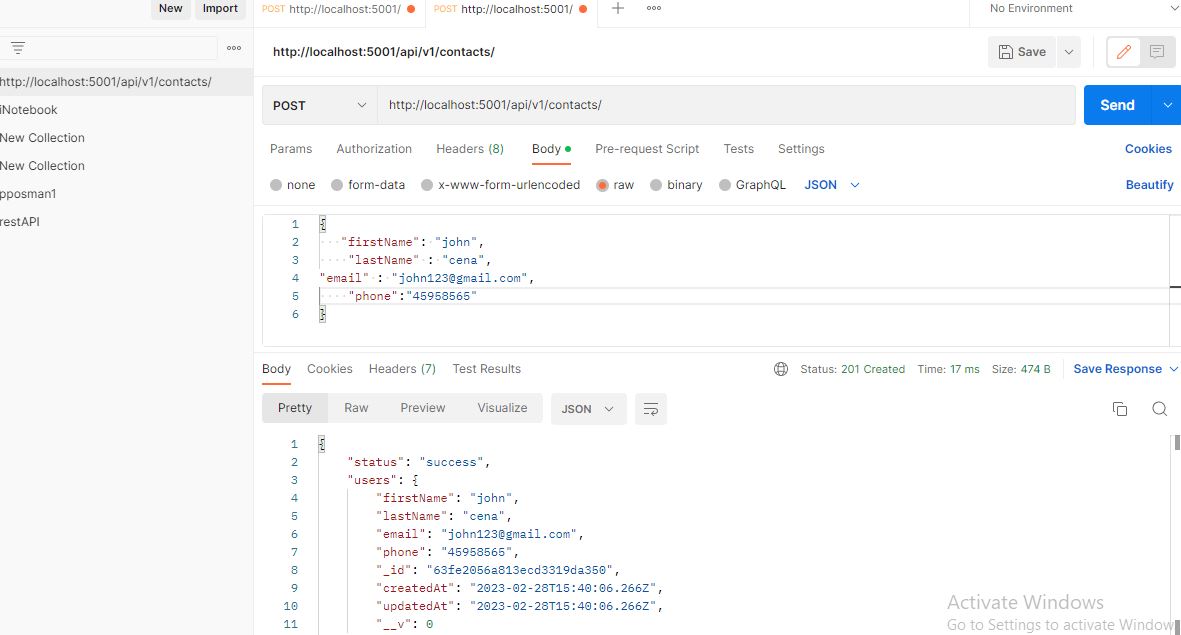 New Import
POST http://localhost:5001/ POST http://localhost:5001/ No Environment
http://localhost:5001/api/v1/contacts/ Save
http://localhost:5001/api/v1/contacts/
iNotebook
New Collection
New Collection
pposman1
restAPI
POST http://localhost:5001/api/v1/contacts/ Send
Params Authorization Headers (8) Body Pre-request Script Tests Settings Cookies
none form-data x-www-form-urlencoded raw binary GraphQL JSON Beautify
1 {
2 "firstName": "john",
3 "lastName" : "cena",
4 "email" : "john123@gmail.com",
5 "phone":"45958565"
6 }
Body Cookies Headers (7) Test Results Status: 201 Created Time: 17 ms Size: 474 B Save Response
Pretty Raw Preview Visualize JSON
1 {
2 "status": "success",
3 "users": {
4 "firstName": "john",
5 "lastName": "cena",
6 "email": "john123@gmail.com",
7 "phone": "45958565",
8 "_id": "63fe2056a813ecd3319da350",
9 "createdAt": "2023-02-28T15:40:06.266Z",
10 "updatedAt": "2023-02-28T15:40:06.266Z",
11 "__v": 0
Activate Windows
Go to Settings to activate Window